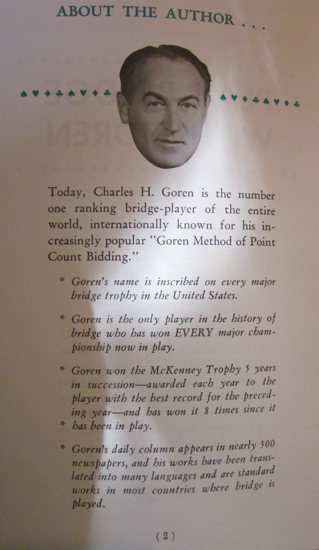 ABOUT THE AUTHOR . . .
Today, Charles H. Goren is the number
one ranking bridge-player of the entire
world, internationally known for his in-
creasingly popular "Goren Method of Point
Count Bidding."
* Goren's name is inscribed on every major
bridge trophy in the United States.
* Goren is the only player in the history of
bridge who has won EVERY major cham-
pionship now in play.
* Goren won the McKenney Trophy 5 years
in succession—awarded each year to the
player with the best record for the preced-
ing year—and has won it 8 times since it
* has been in play.
* Goren's daily column appears in nearly 300
newspapers, and his works have been trans-
lated into many languages and are standard
works in most countries where bridge is
played.
( 2 )